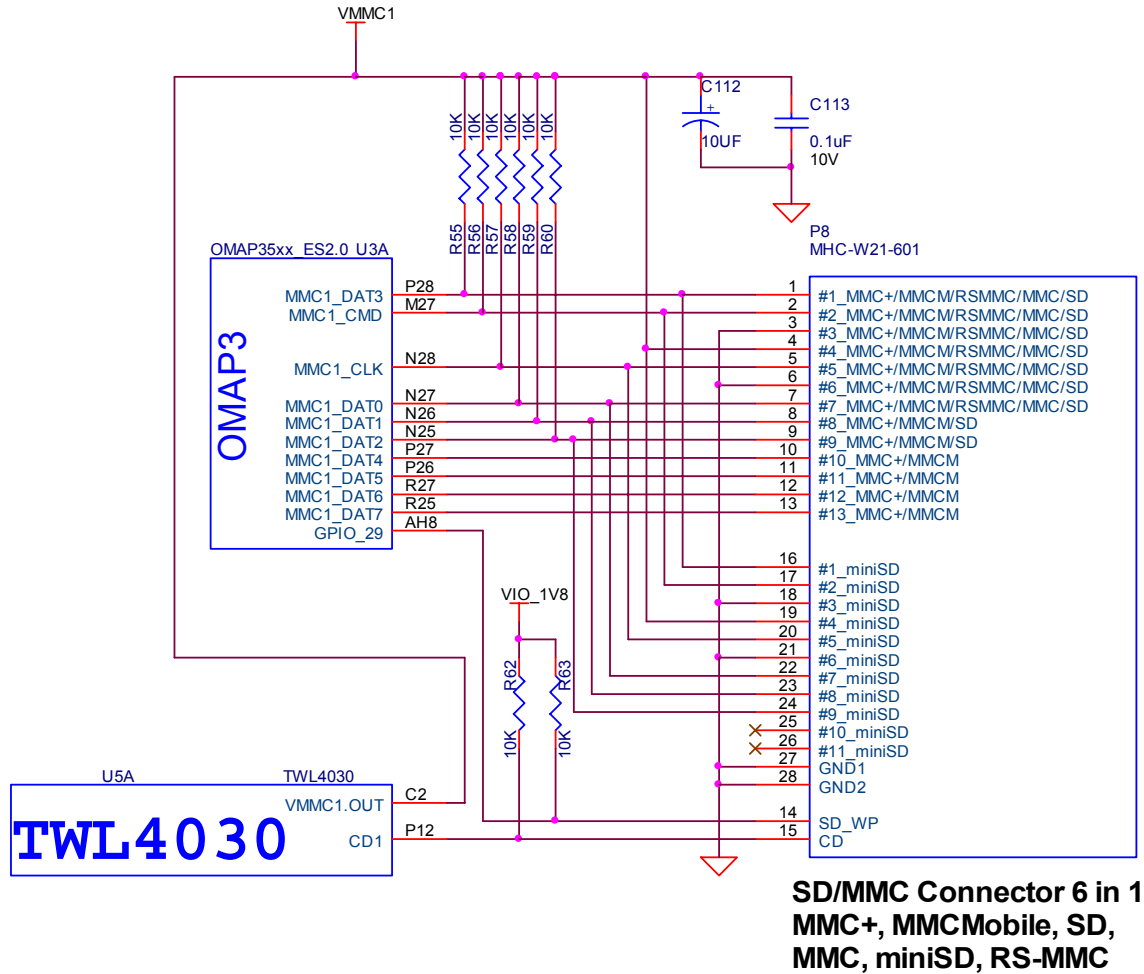 VMMC1
C112
+
10UF
C113
0.1uF
10V
10K
10K
10K
10K
10K
10K
R55
R56
R57
R58
R59
R60
P8
MHC-W21-601
OMAP35xx_ES2.0 U3A
OMAP3
MMC1_DAT3 P28
MMC1_CMD M27
MMC1_CLK N28
MMC1_DAT0 N27
MMC1_DAT1 N26
MMC1_DAT2 N25
MMC1_DAT4 P27
MMC1_DAT5 P26
MMC1_DAT6 R27
MMC1_DAT7 R25
GPIO_29 AH8
1 #1_MMC+/MMCM/RSMMC/MMC/SD
2 #2_MMC+/MMCM/RSMMC/MMC/SD
3 #3_MMC+/MMCM/RSMMC/MMC/SD
4 #4_MMC+/MMCM/RSMMC/MMC/SD
5 #5_MMC+/MMCM/RSMMC/MMC/SD
6 #6_MMC+/MMCM/RSMMC/MMC/SD
7 #7_MMC+/MMCM/RSMMC/MMC/SD
8 #8_MMC+/MMCM/SD
9 #9_MMC+/MMCM/SD
10 #10_MMC+/MMCM
11 #11_MMC+/MMCM
12 #12_MMC+/MMCM
13 #13_MMC+/MMCM
16 #1_miniSD
17 #2_miniSD
18 #3_miniSD
19 #4_miniSD
20 #5_miniSD
21 #6_miniSD
22 #7_miniSD
23 #8_miniSD
24 #9_miniSD
25 #10_miniSD
26 #11_miniSD
27 GND1
28 GND2
14 SD_WP
15 CD
VIO_1V8
R62
R63
10K
10K
U5A TWL4030
TWL4030
VMMC1.OUT C2
CD1 P12
SD/MMC Connector 6 in 1
MMC+, MMCMobile, SD,
MMC, miniSD, RS-MMC